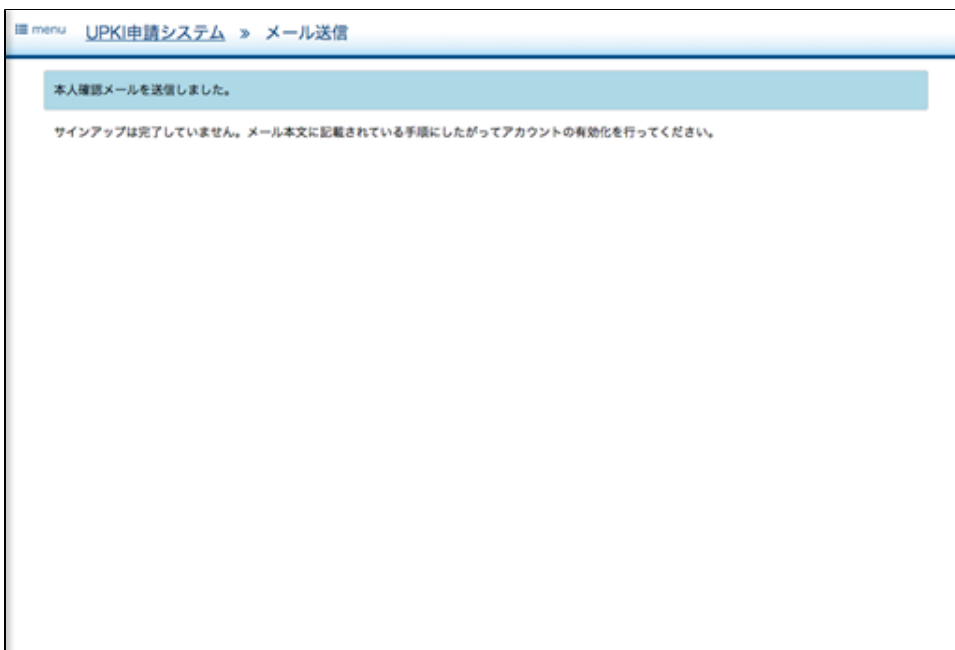 menu UPKI申請システム » メール送信
本人確認メールを送信しました。
サインアップは完了していません。メール本文に記載されている手順にしたがってアカウントの有効化を行ってください。